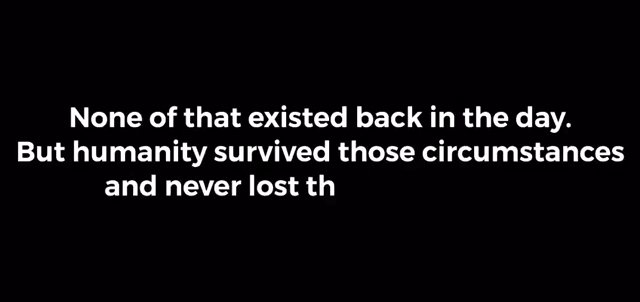 None of that existed back in the day.
But humanity survived those circumstances
and never lost th